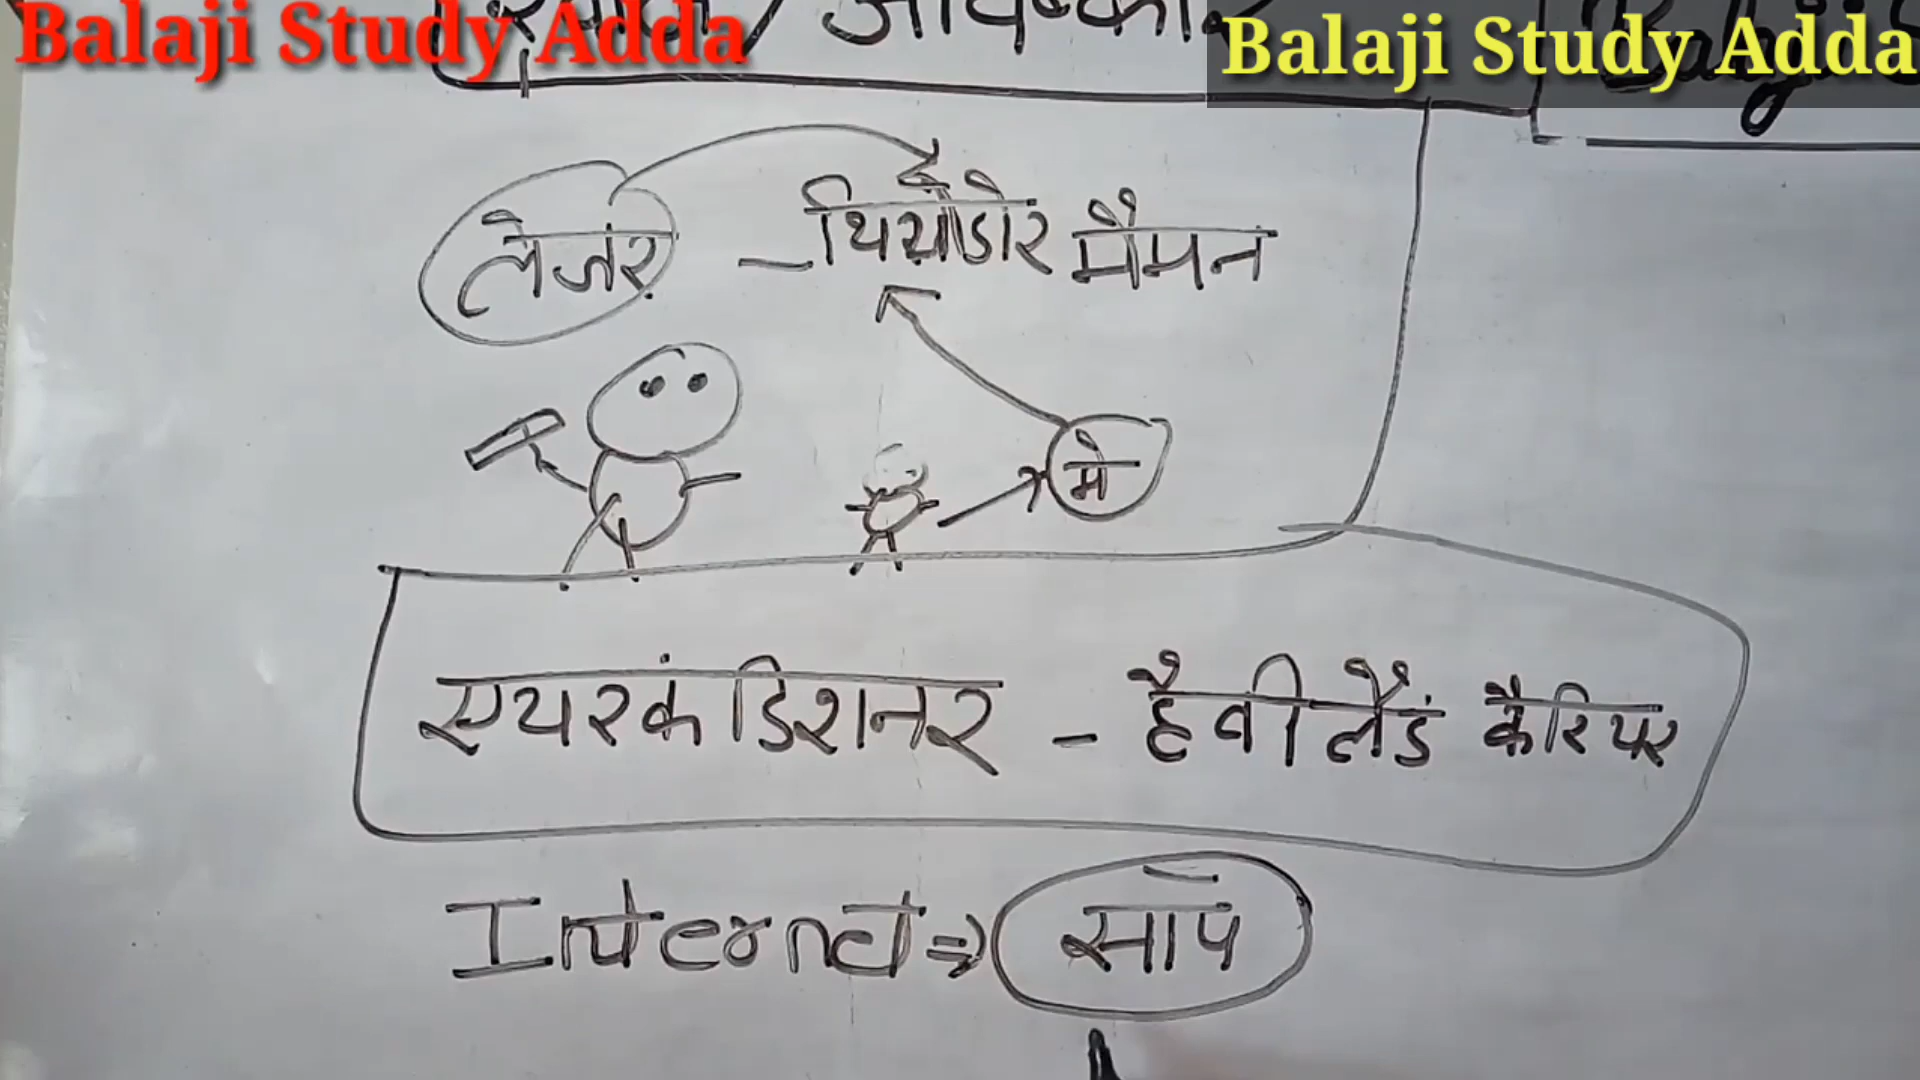 Balaji Study Adda
Balaji Study Adda
लेजर - थियोडोर मैमन
मे
एयरकंडिशनर - हैवीलैंड कैरियर
Internet => साँप